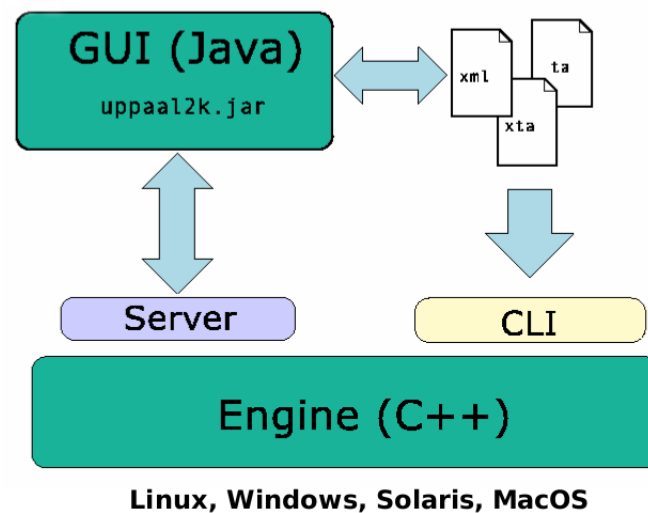 GUI (Java)
uppaal2k.jar
xml
ta
xta
Server
CLI
Engine (C++)
Linux, Windows, Solaris, MacOS